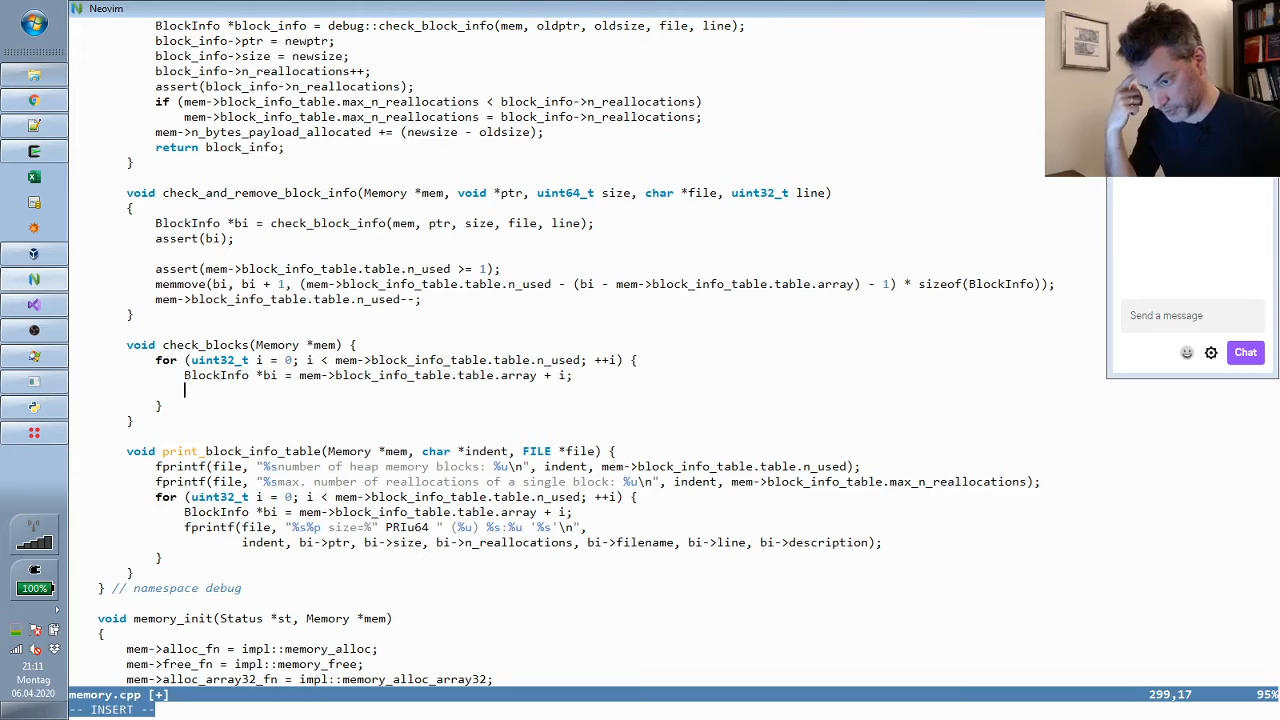 Neovim
BlockInfo *block_info = debug::check_block_info(mem, oldptr, oldsize, file, line);
block_info->ptr = newptr;
block_info->size = newsize;
block_info->n_reallocations++;
assert(block_info->n_reallocations);
if (mem->block_info_table.max_n_reallocations < block_info->n_reallocations)
mem->block_info_table.max_n_reallocations = block_info->n_reallocations;
mem->n_bytes_payload_allocated += (newsize - oldsize);
return block_info;
}
void check_and_remove_block_info(Memory *mem, void *ptr, uint64_t size, char *file, uint32_t line)
{
BlockInfo *bi = check_block_info(mem, ptr, size, file, line);
assert(bi);
assert(mem->block_info_table.table.n_used >= 1);
memmove(bi, bi + 1, (mem->block_info_table.table.n_used - (bi - mem->block_info_table.table.array) - 1) * sizeof(BlockInfo));
mem->block_info_table.table.n_used--;
}
void check_blocks(Memory *mem) {
for (uint32_t i = 0; i < mem->block_info_table.table.n_used; ++i) {
BlockInfo *bi = mem->block_info_table.table.array + i;
}
}
void print_block_info_table(Memory *mem, char *indent, FILE *file) {
fprintf(file, "%snumber of heap memory blocks: %u\n", indent, mem->block_info_table.table.n_used);
fprintf(file, "%smax. number of reallocations of a single block: %u\n", indent, mem->block_info_table.max_n_reallocations);
for (uint32_t i = 0; i < mem->block_info_table.table.n_used; ++i) {
BlockInfo *bi = mem->block_info_table.table.array + i;
fprintf(file, "%s%p size=%" PRIu64 " (%u) %s:%u '%s'\n",
indent, bi->ptr, bi->size, bi->n_reallocations, bi->filename, bi->line, bi->description);
}
}
} // namespace debug
void memory_init(Status *st, Memory *mem)
{
mem->alloc_fn = impl::memory_alloc;
mem->free_fn = impl::memory_free;
mem->alloc_array32_fn = impl::memory_alloc_array32;
memory.cpp [+]
299,17
95%
-- INSERT --
Send a message
Chat
100%
21:11
Montag
06.04.2020